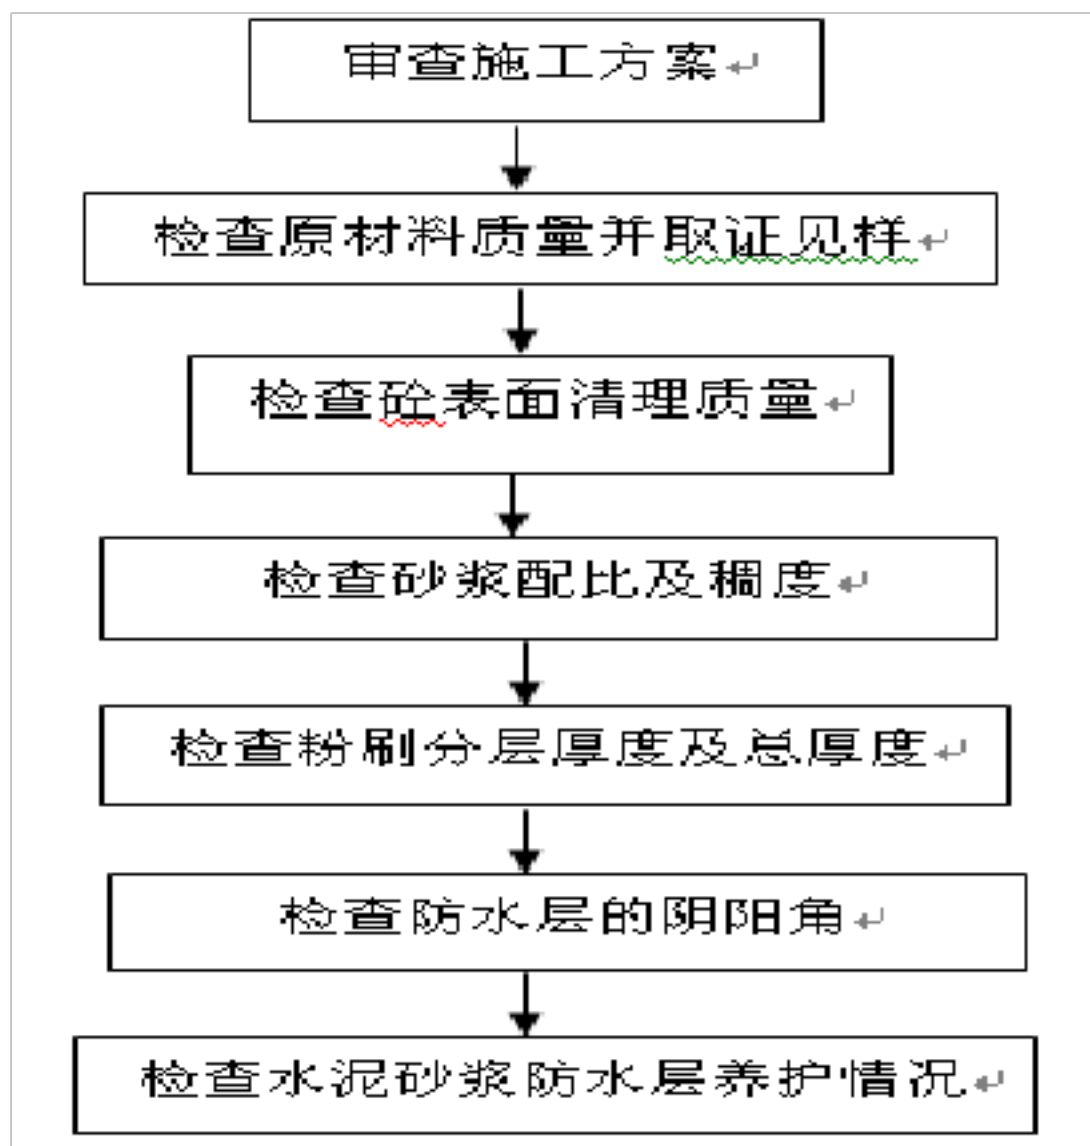 审查施工方案
检查原材料质量并取证见样
检查砼表面清理质量
检查砂浆配比及稠度
检查粉刷分层厚度及总厚度
检查防水层的阴阳角
检查水泥砂浆防水层养护情况